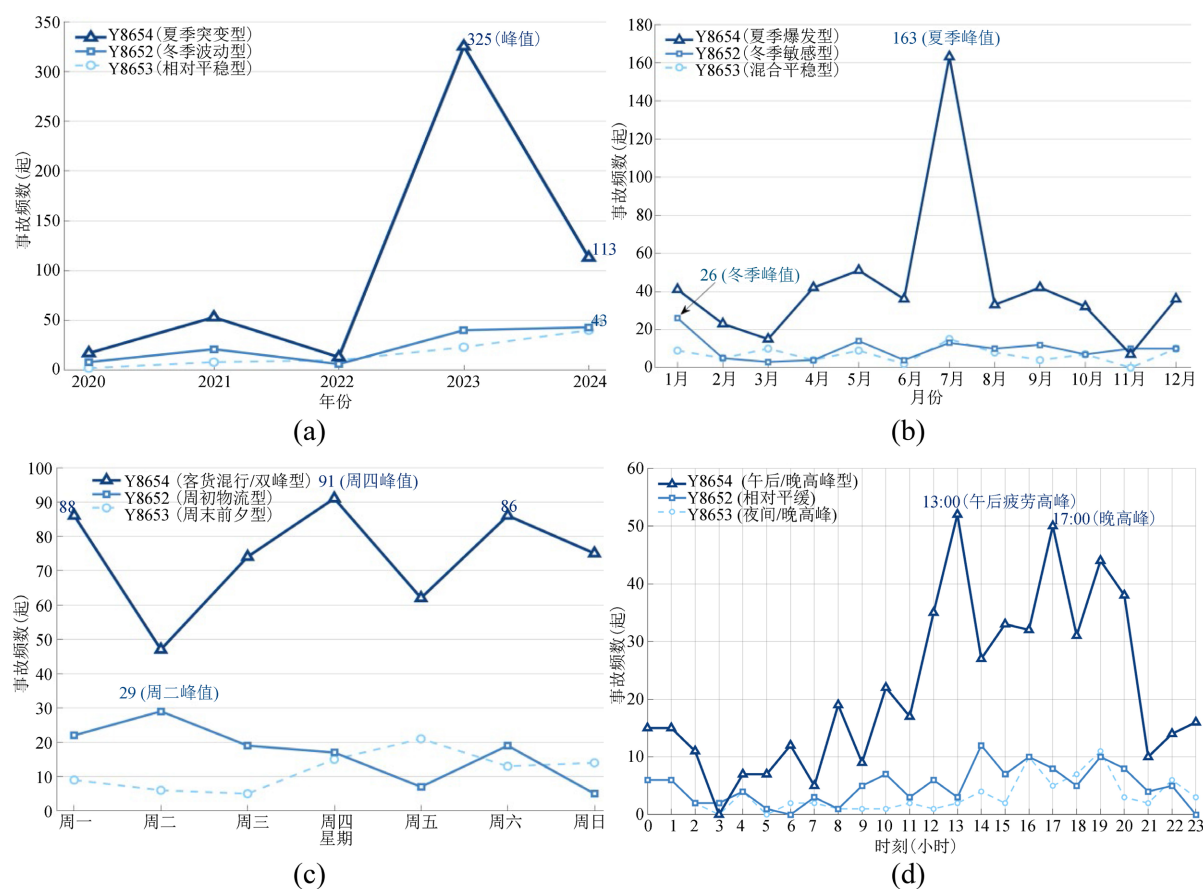 350
300
250
200
150
100
50
0
事故频数(起)
Y8654(夏季突变型)
Y8652(冬季波动型)
Y8653(相对平稳型)
325(峰值)
113
43
2020 2021 2022 2023 2024
年份
(a)
180
160
140
120
100
80
60
40
20
0
事故频数(起)
Y8654(夏季爆发型)
Y8652(冬季敏感型)
Y8653(混合平稳型)
163 (夏季峰值)
26 (冬季峰值)
1月 2月 3月 4月 5月 6月 7月 8月 9月 10月 11月 12月
月份
(b)
100
90
80
70
60
50
40
30
20
10
0
事故频数(起)
Y8654 (客货混行/双峰型)
Y8652 (周初物流型)
Y8653 (周末前夕型)
88
91 (周四峰值)
86
29 (周二峰值)
周一 周二 周三 周四 周五 周六 周日
星期
(c)
60
50
40
30
20
10
0
事故频数(起)
Y8654 (午后/晚高峰型)
Y8652 (相对平缓)
Y8653 (夜间/晚高峰)
13:00(午后疲劳高峰)
17:00(晚高峰)
0 1 2 3 4 5 6 7 8 9 10 11 12 13 14 15 16 17 18 19 20 21 22 23
时刻(小时)
(d)